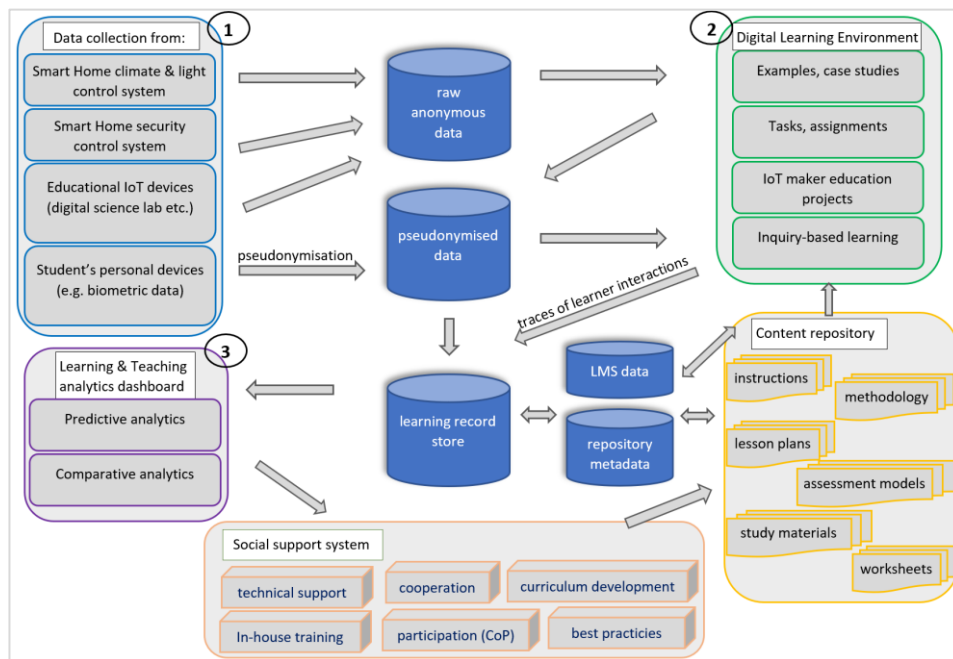 Data collection from:
1
Smart Home climate & light
control system
Smart Home security
control system
Educational IoT devices
(digital science lab etc.)
Student's personal devices
(e.g. biometric data)
pseudonymisation
raw
anonymous
data
pseudonymised
data
2
Digital Learning Environment
Examples, case studies
Tasks, assignments
IoT maker education
projects
Inquiry-based learning
traces of learner interactions
3
Learning & Teaching
analytics dashboard
Predictive analytics
Comparative analytics
learning record
store
LMS data
repository
metadata
Content repository
instructions
methodology
lesson plans
assessment models
study materials
worksheets
Social support system
technical support
cooperation
curriculum development
In-house training
participation (CoP)
best practicies